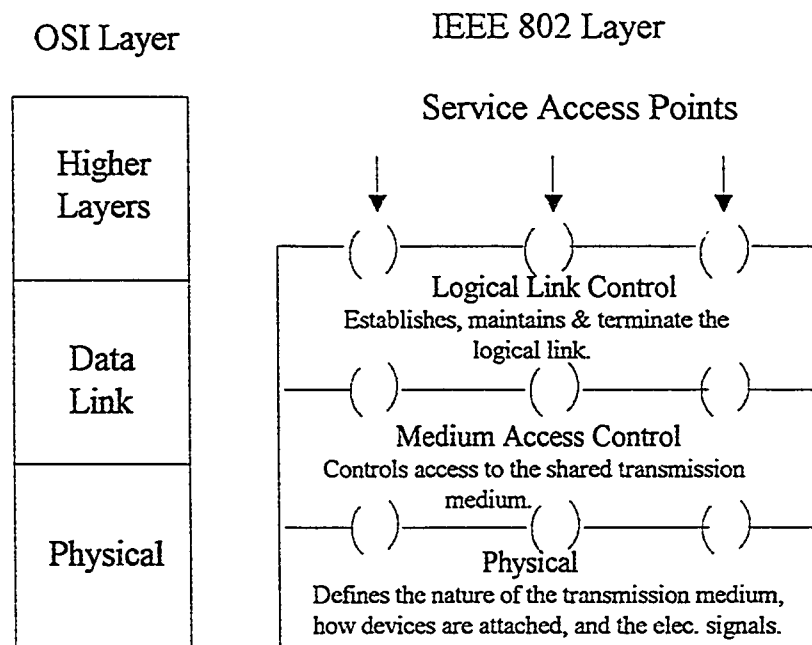 OSI Layer
IEEE 802 Layer
Service Access Points
Higher
Layers
Logical Link Control
Establishes, maintains & terminate the
logical link.
Data
Link
Medium Access Control
Controls access to the shared transmission
medium.
Physical
Physical
Defines the nature of the transmission medium,
how devices are attached, and the elec. signals.